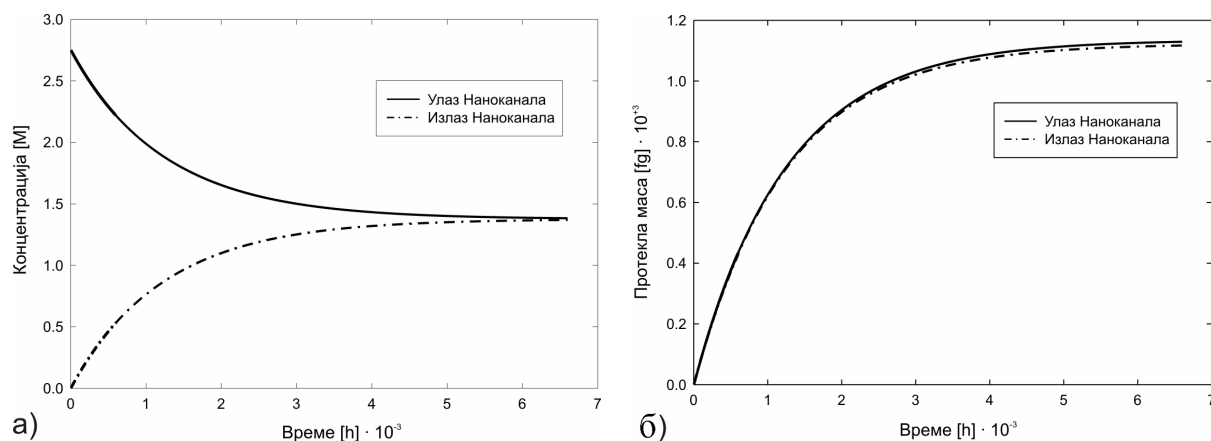 3.0
2.5
2.0
1.5
1.0
0.5
0.0
Концентрација [M]
Улаз Наноканала
Излаз Наноканала
0 1 2 3 4 5 6 7
Време [h] · 10⁻³
а)
1.2
1.0
0.8
0.6
0.4
0.2
0.0
Протекла маса [fg] · 10⁺³
Улаз Наноканала
Излаз Наноканала
0 1 2 3 4 5 6 7
Време [h] · 10⁻³
б)